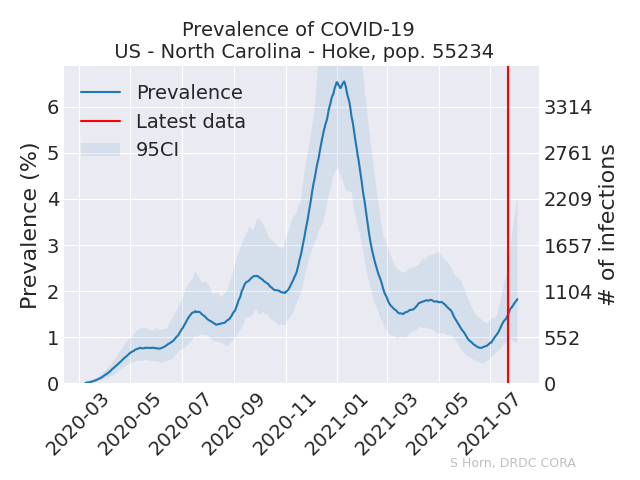 Prevalence of COVID-19
US - North Carolina - Hoke, pop. 55234
Prevalence
Latest data
95CI
Prevalence (%)
6
5
4
3
2
1
0
3314
2761
2209
1657
1104
552
0
# of infections
2020-03
2020-05
2020-07
2020-09
2020-11
2021-01
2021-03
2021-05
2021-07
S Horn, DRDC CORA